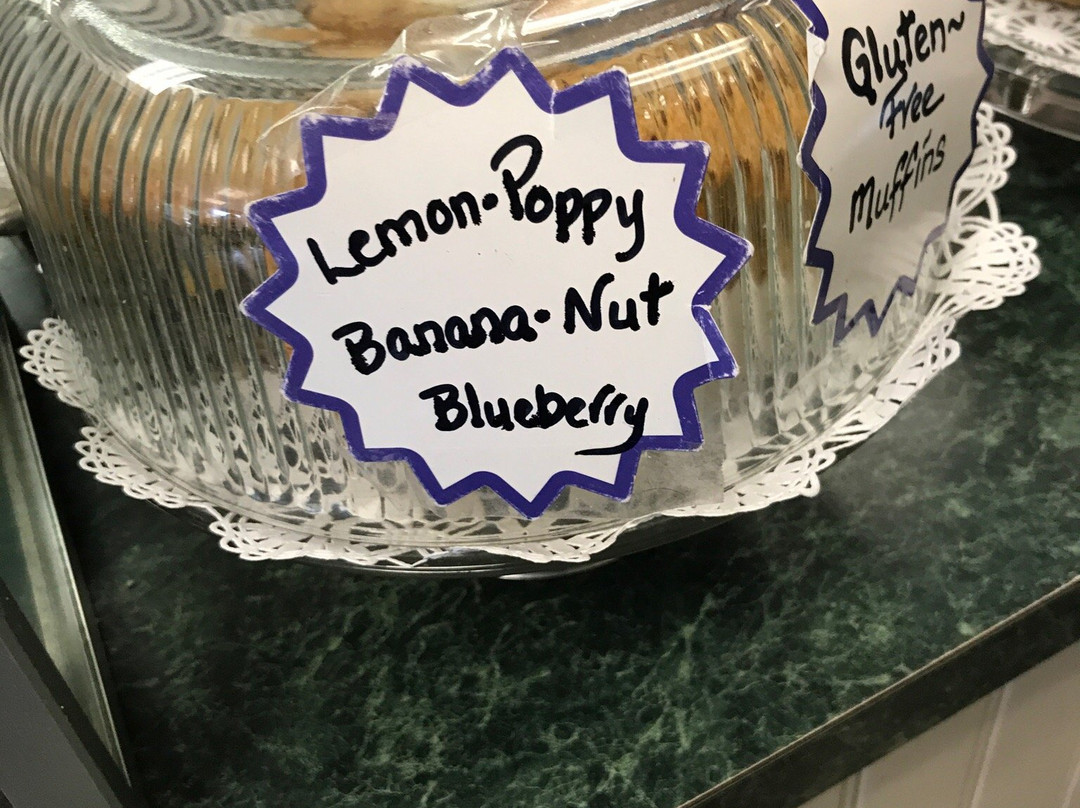 Lemon-Poppy
Banana-Nut
Blueberry
Gluten~
Free
Muffins